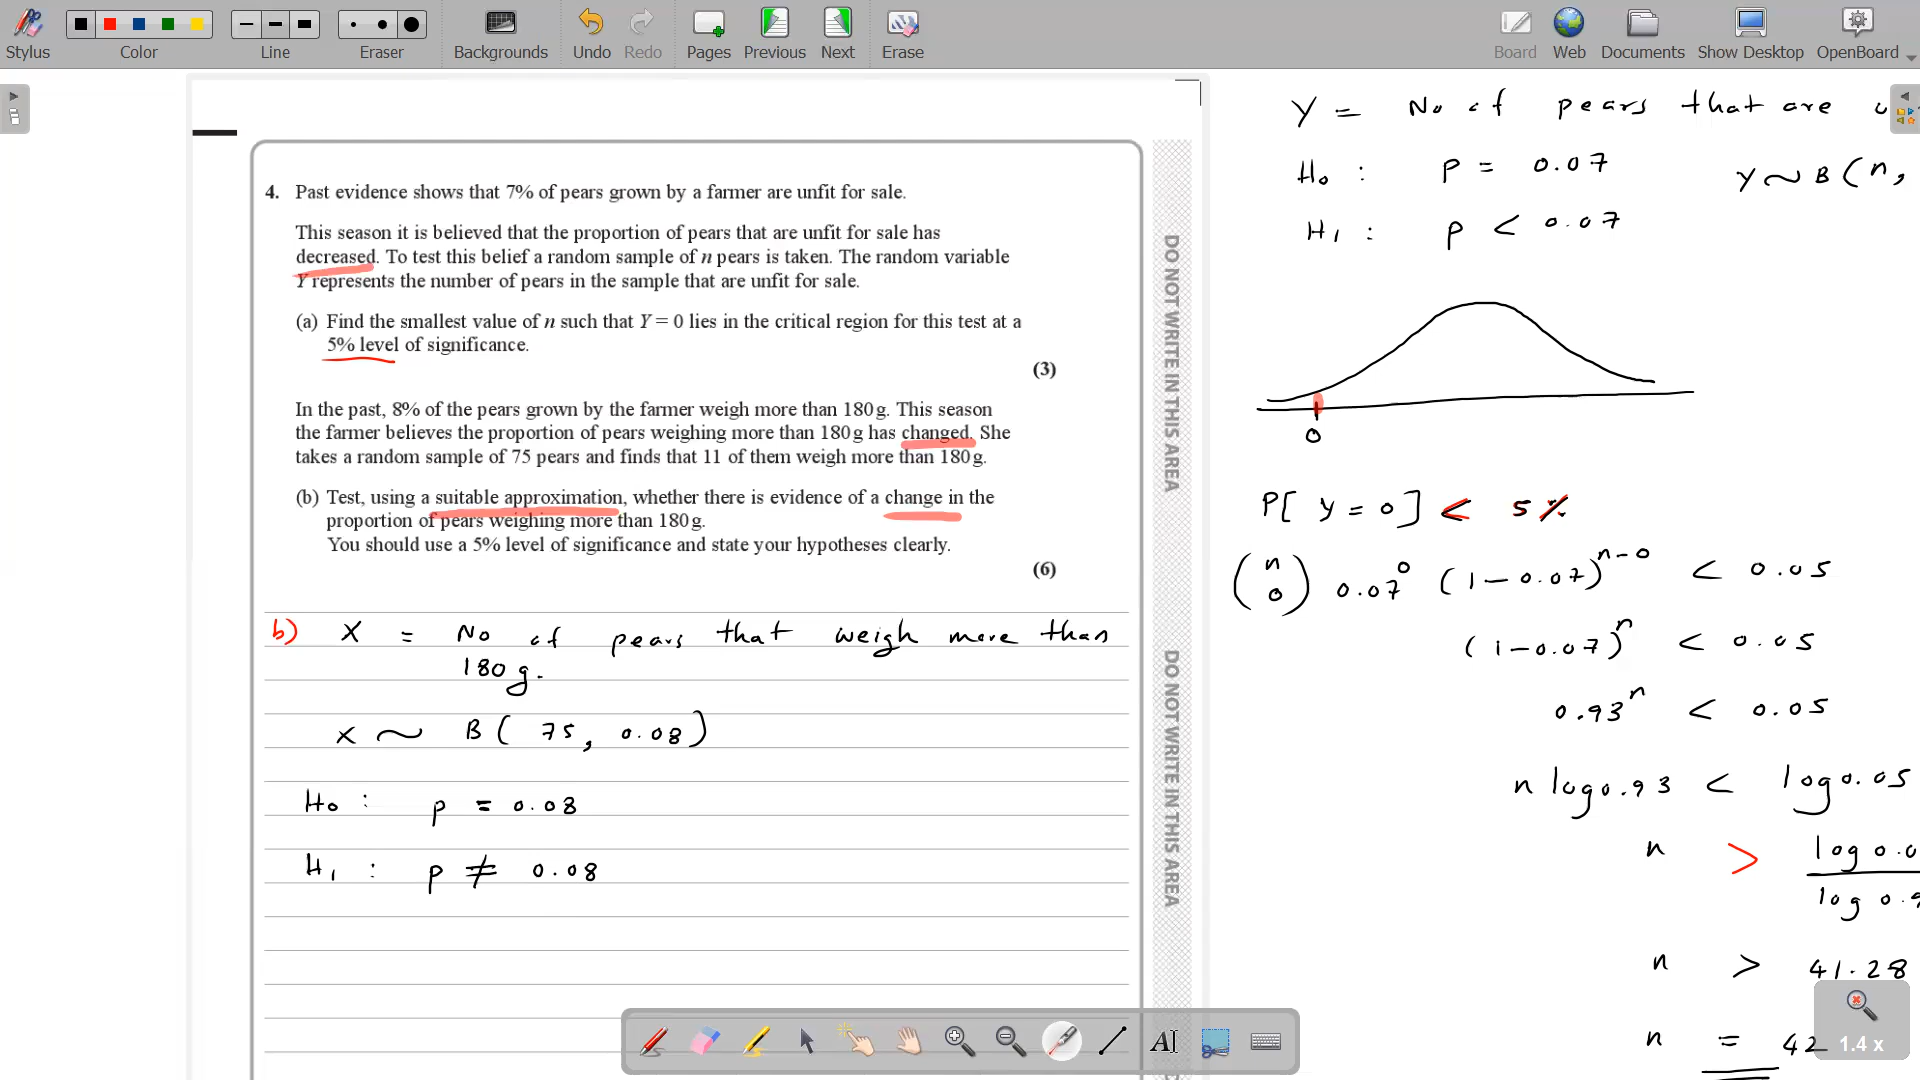 Stylus Color Line Eraser Backgrounds Undo Redo Pages Previous Next Erase Board Web Documents Show Desktop OpenBoard
4. Past evidence shows that 7% of pears grown by a farmer are unfit for sale.
This season it is believed that the proportion of pears that are unfit for sale has
decreased. To test this belief a random sample of n pears is taken. The random variable
Y represents the number of pears in the sample that are unfit for sale.
(a) Find the smallest value of n such that Y = 0 lies in the critical region for this test at a
5% level of significance.
(3)
In the past, 8% of the pears grown by the farmer weigh more than 180 g. This season
the farmer believes the proportion of pears weighing more than 180 g has changed. She
takes a random sample of 75 pears and finds that 11 of them weigh more than 180 g.
(b) Test, using a suitable approximation, whether there is evidence of a change in the
proportion of pears weighing more than 180 g.
You should use a 5% level of significance and state your hypotheses clearly.
(6)
b) X = No of pears that weigh more than
180 g.
X ~ B( 75, 0.08)
H₀ : p = 0.08
H₁ : p ≠ 0.08
DO NOT WRITE IN THIS AREA
DO NOT WRITE IN THIS AREA
Y = No of pears that are
H₀ : p = 0.07 Y ~ B(n,
H₁ : p < 0.07
0
P[ Y = 0 ] < 5%
(n 0) 0.07⁰ (1 - 0.07)ⁿ⁻⁰ < 0.05
(1 - 0.07)ⁿ < 0.05
0.93ⁿ < 0.05
n log 0.93 < log 0.05
n > log 0.0
log 0.9
n > 41.28
n = 42
1.4 x